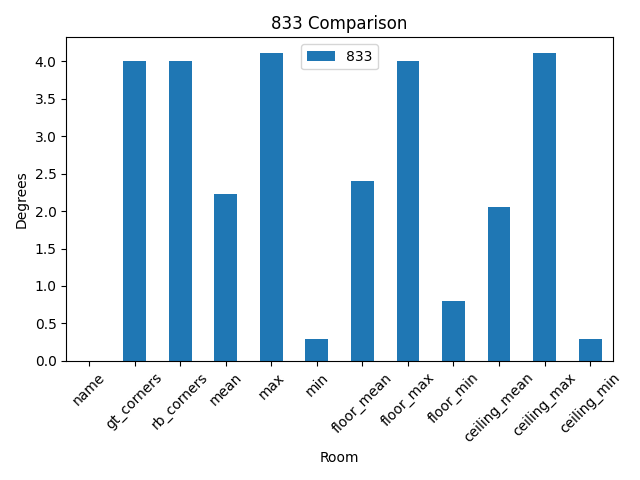 833 Comparison
833
Degrees
4.0
3.5
3.0
2.5
2.0
1.5
1.0
0.5
0.0
name
gt_corners
rb_corners
mean
max
min
floor_mean
floor_max
floor_min
ceiling_mean
ceiling_max
ceiling_min
Room